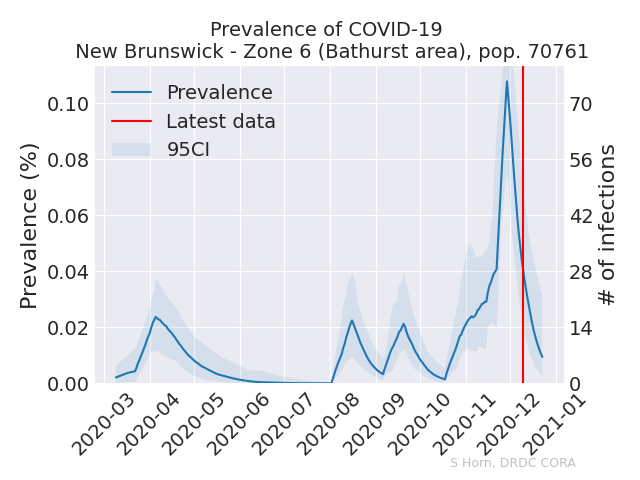 Prevalence of COVID-19
New Brunswick - Zone 6 (Bathurst area), pop. 70761
Prevalence
Latest data
95CI
Prevalence (%)
0.10
0.08
0.06
0.04
0.02
0.00
# of infections
70
56
42
28
14
0
2020-03
2020-04
2020-05
2020-06
2020-07
2020-08
2020-09
2020-10
2020-11
2020-12
2021-01
S Horn, DRDC CORA